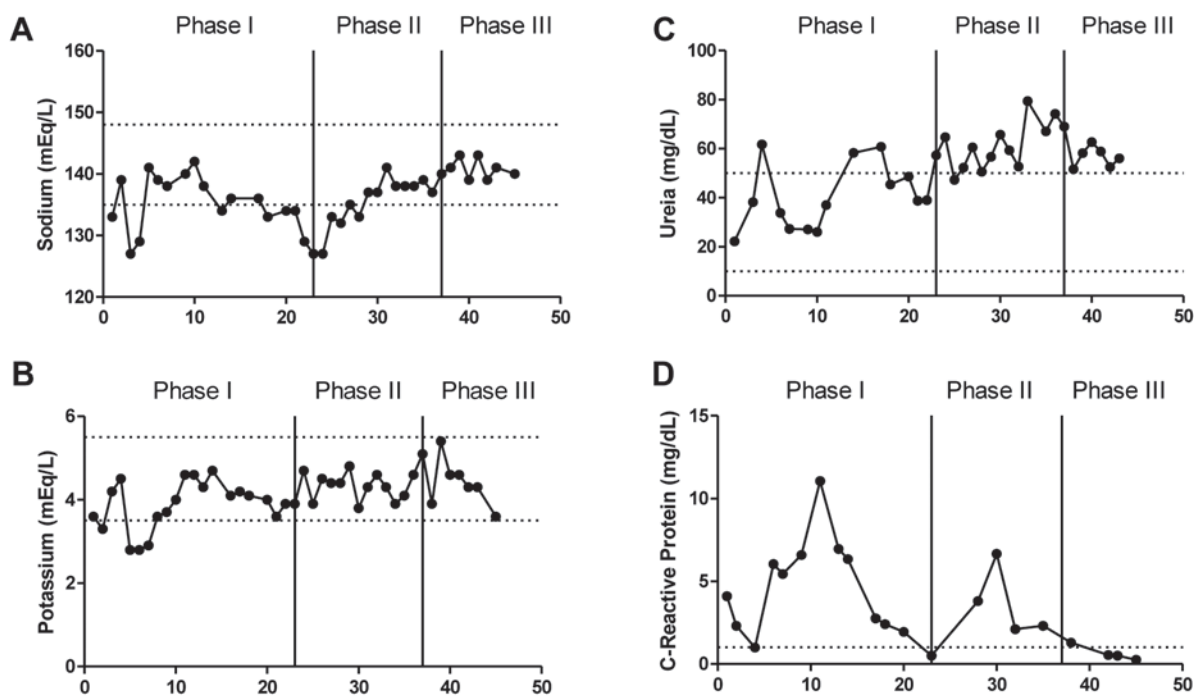 A
Phase I Phase II Phase III
Sodium (mEq/L)
160
150
140
130
120
0 10 20 30 40 50
C
Phase I Phase II Phase III
Ureia (mg/dL)
100
80
60
40
20
0
0 10 20 30 40 50
B
Phase I Phase II Phase III
Potassium (mEq/L)
6
4
2
0
0 10 20 30 40 50
D
Phase I Phase II Phase III
C-Reactive Protein (mg/dL)
15
10
5
0
0 10 20 30 40 50